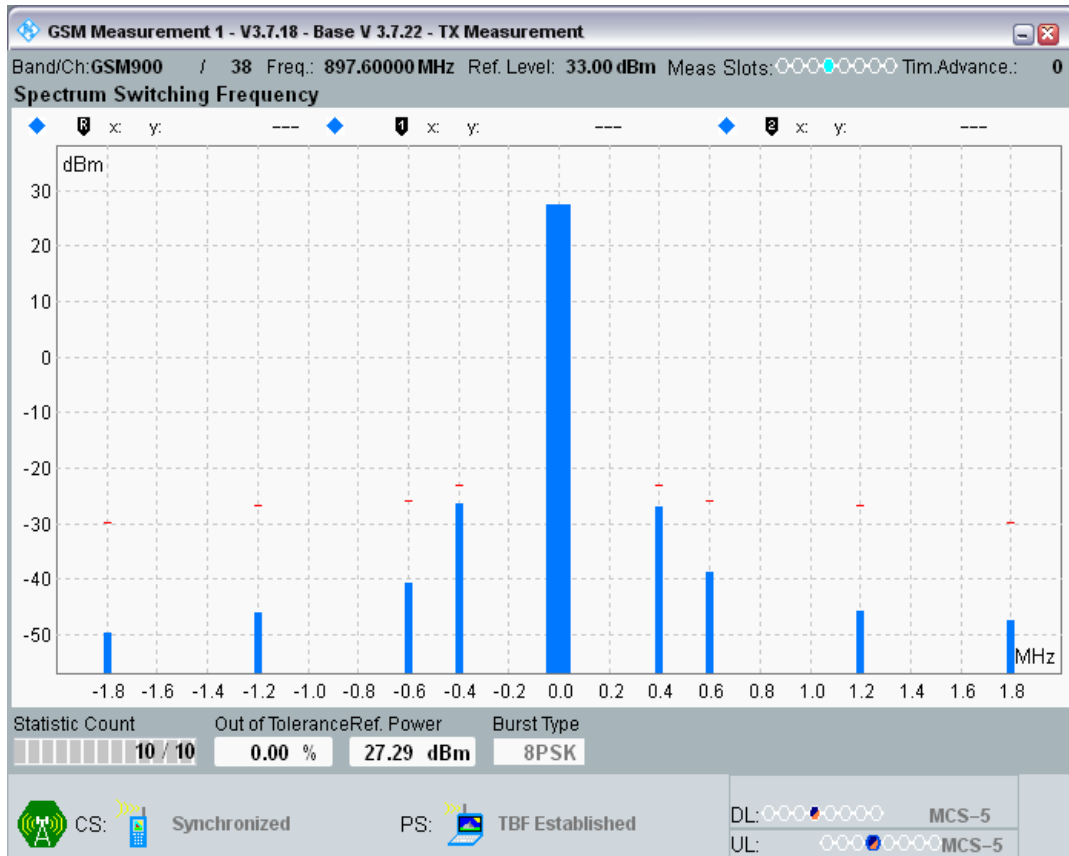 GSM Measurement 1 - V3.7.18 - Base V 3.7.22 - TX Measurement
Band/Ch:GSM900 / 38 Freq.: 897.60000 MHz Ref. Level: 33.00 dBm Meas Slots: Tim.Advance.: 0
Spectrum Switching Frequency
R x: y: --- 1 x: y: --- 2 x: y: ---
dBm
30
20
10
0
-10
-20
-30
-40
-50
MHz
-1.8 -1.6 -1.4 -1.2 -1.0 -0.8 -0.6 -0.4 -0.2 0.0 0.2 0.4 0.6 0.8 1.0 1.2 1.4 1.6 1.8
Statistic Count Out of Tolerance Ref. Power Burst Type
10 / 10 0.00 % 27.29 dBm 8PSK
CS: Synchronized PS: TBF Established
DL: MCS-5
UL: MCS-5